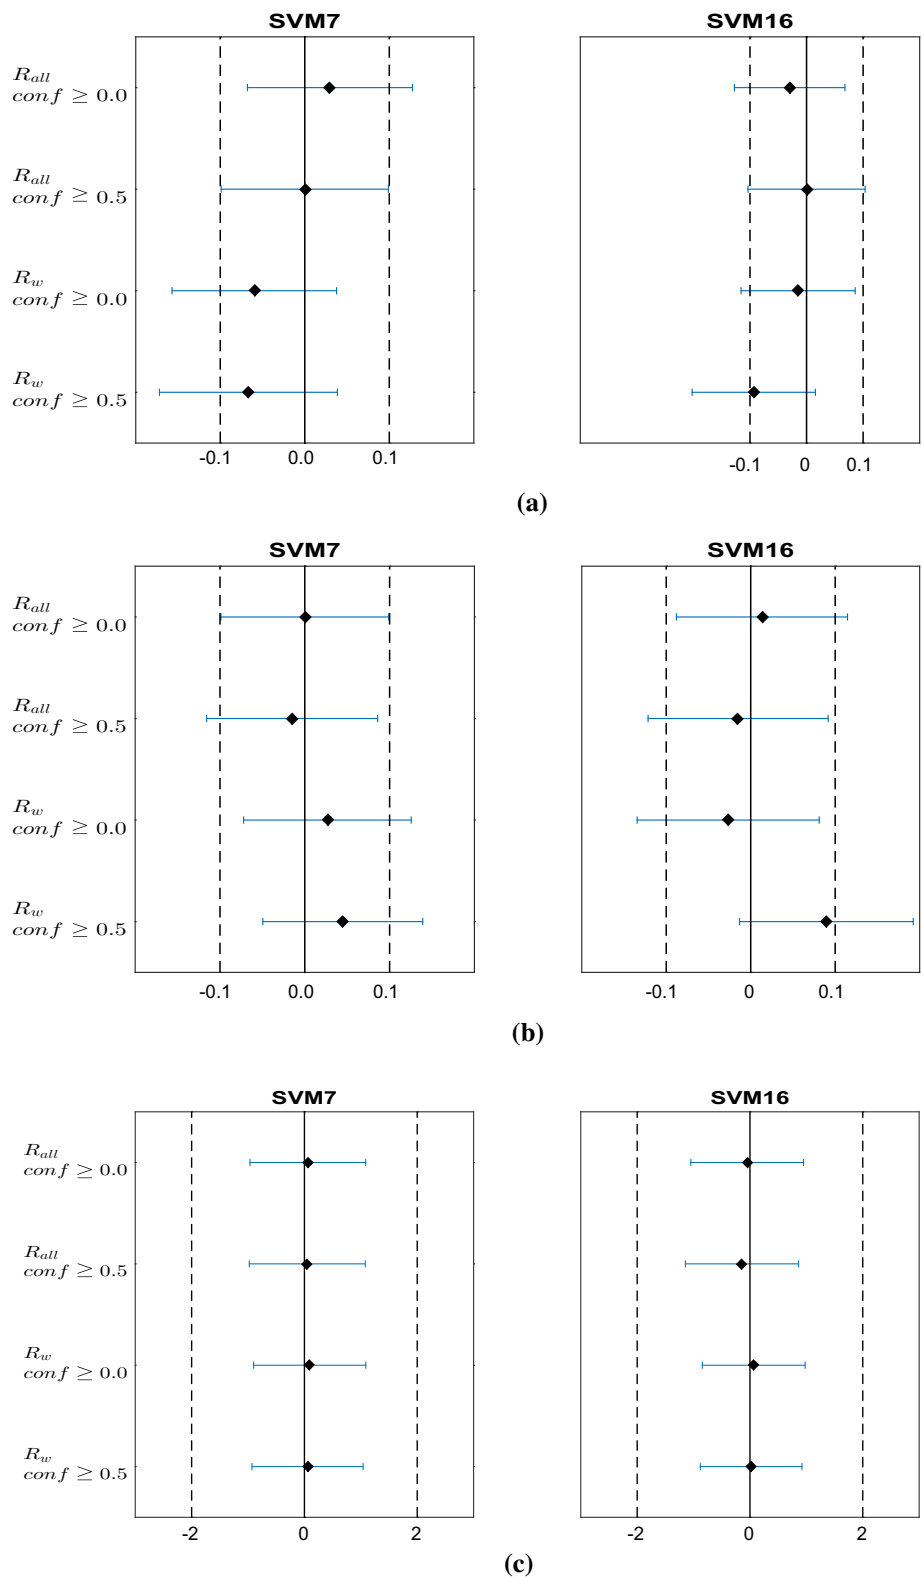 SVM7 SVM16
R_all
conf ≥ 0.0
R_all
conf ≥ 0.5
R_w
conf ≥ 0.0
R_w
conf ≥ 0.5
-0.1 0.0 0.1 -0.1 0 0.1
(a)
SVM7 SVM16
R_all
conf ≥ 0.0
R_all
conf ≥ 0.5
R_w
conf ≥ 0.0
R_w
conf ≥ 0.5
-0.1 0.0 0.1 -0.1 0 0.1
(b)
SVM7 SVM16
R_all
conf ≥ 0.0
R_all
conf ≥ 0.5
R_w
conf ≥ 0.0
R_w
conf ≥ 0.5
-2 0 2 -2 0 2
(c)